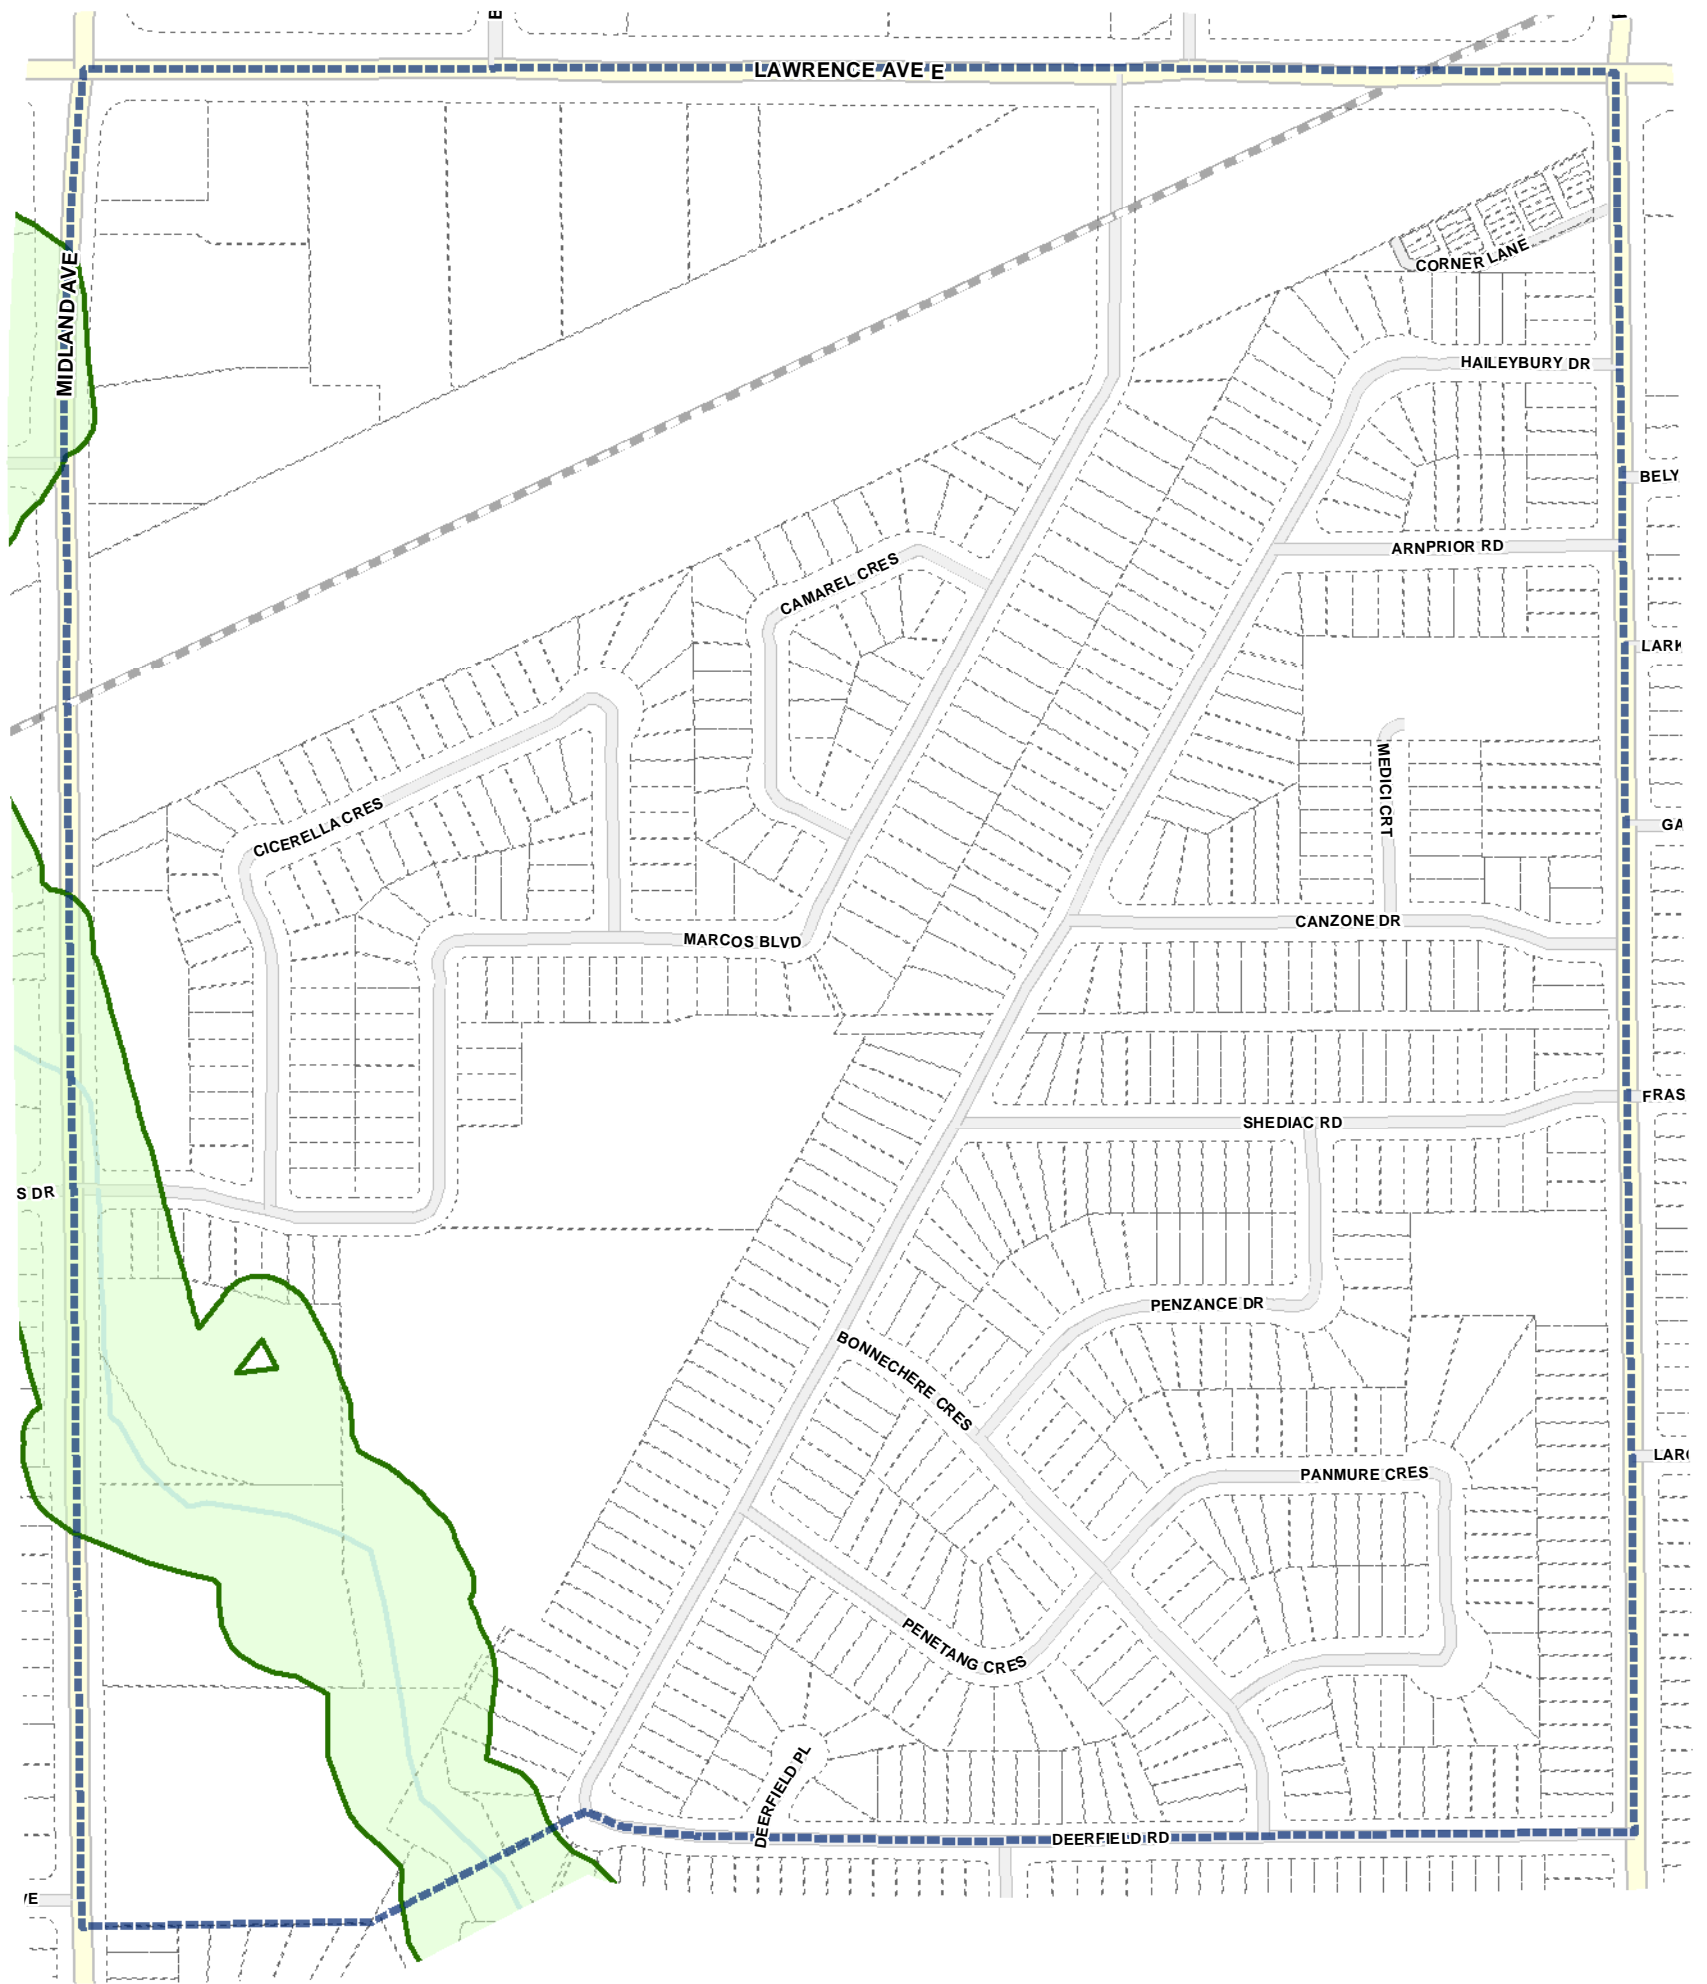 E
LAWRENCE AVE E
MIDLAND AVE
CORNER LANE
HAILEYBURY DR
BELY
ARNPRIOR RD
CAMAREL CRES
LARK
MEDICI CRT
CICERELLA CRES
GA
CANZONE DR
MARCOS BLVD
FRAS
SHEDIAC RD
S DR
PENZANCE DR
BONNECHERE CRES
PANMURE CRES
PENETANG CRES
DEERFIELD PL
DEERFIELD RD